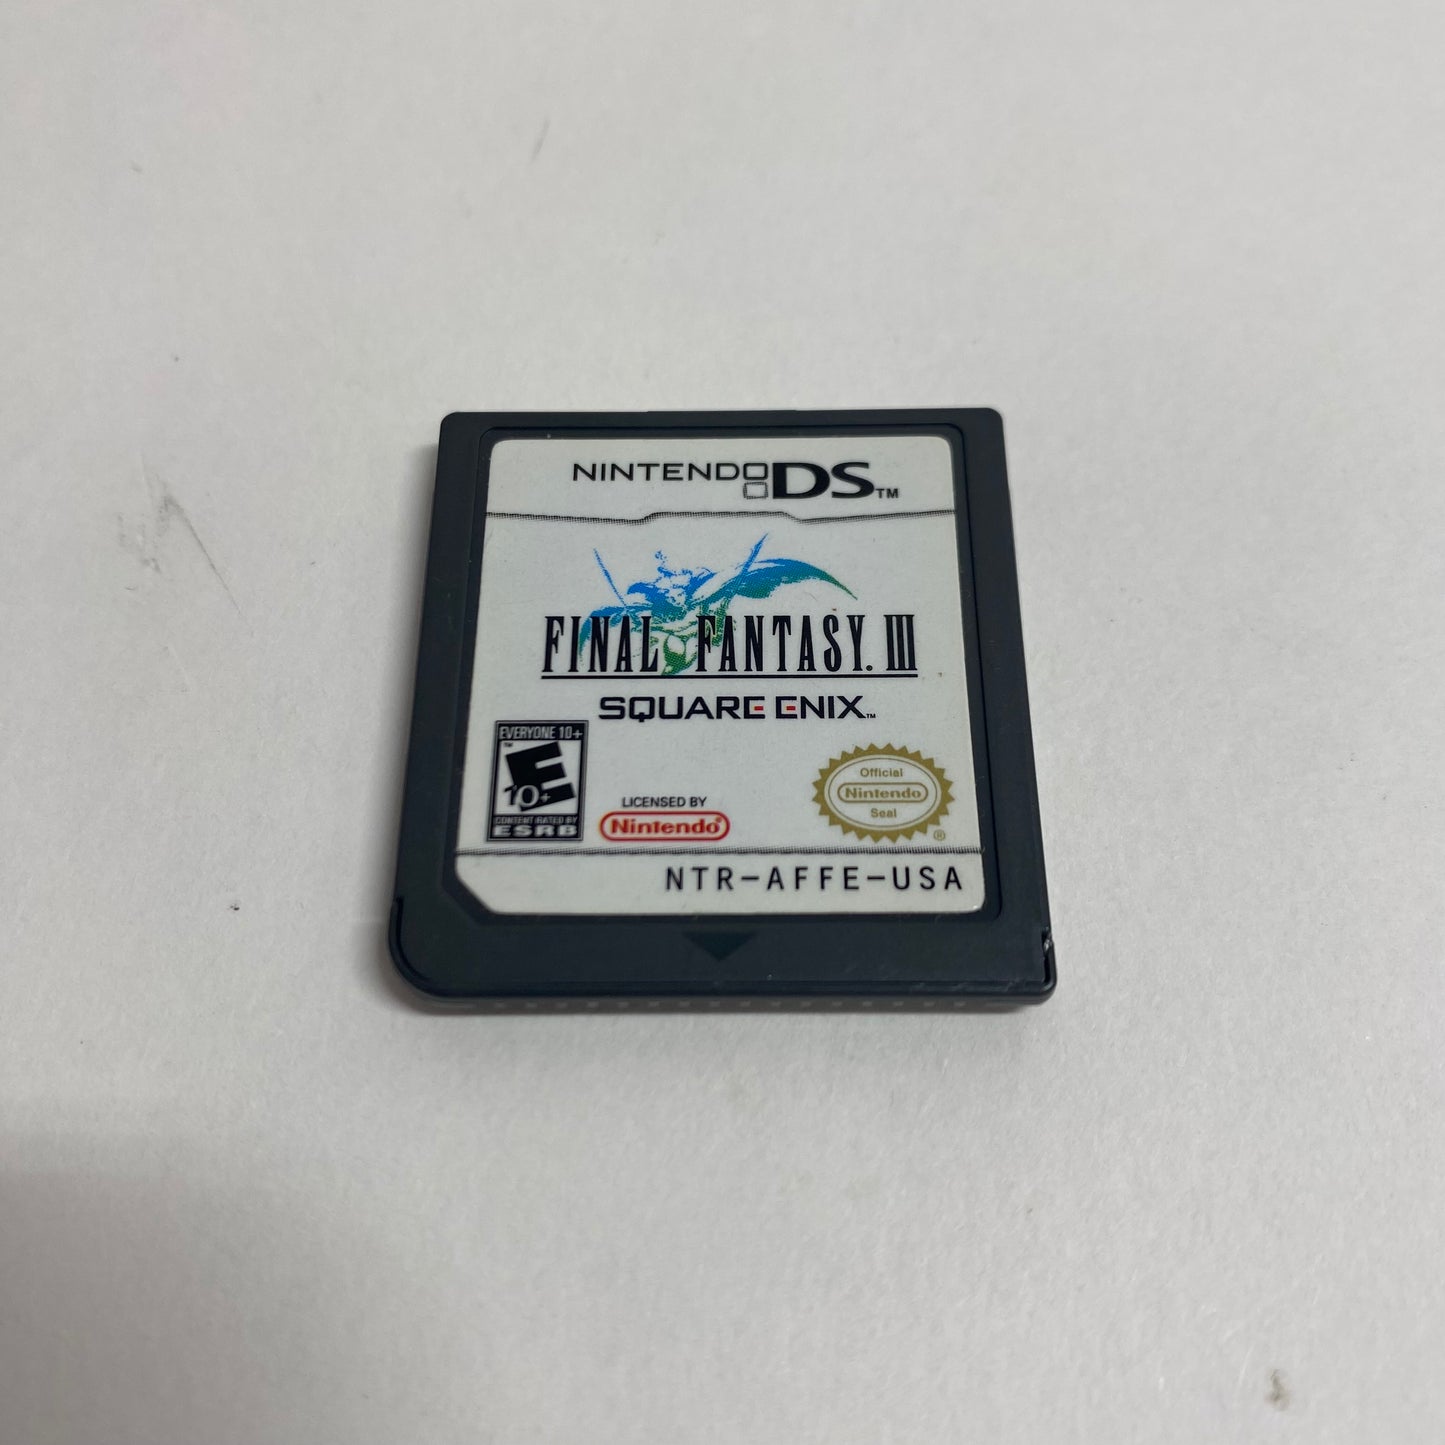 NINTENDO DS™
FINAL FANTASY. III
SQUARE ENIX™
EVERYONE 10+
™
E
10+
CONTENT RATED BY
ESRB
LICENSED BY
Nintendo®
Official
Nintendo
Seal
®
NTR-AFFE-USA